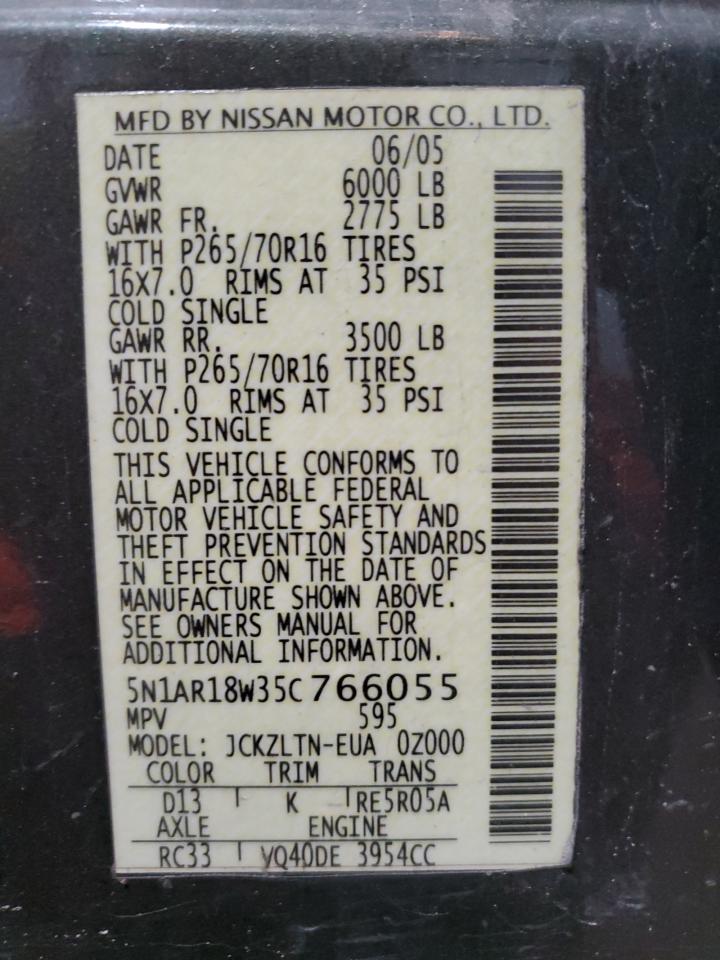 MFD BY NISSAN MOTOR CO., LTD.
DATE 06/05
GVWR 6000 LB
GAWR FR. 2775 LB
WITH P265/70R16 TIRES
16X7.0 RIMS AT 35 PSI
COLD SINGLE
GAWR RR. 3500 LB
WITH P265/70R16 TIRES
16X7.0 RIMS AT 35 PSI
COLD SINGLE
THIS VEHICLE CONFORMS TO
ALL APPLICABLE FEDERAL
MOTOR VEHICLE SAFETY AND
THEFT PREVENTION STANDARDS
IN EFFECT ON THE DATE OF
MANUFACTURE SHOWN ABOVE.
SEE OWNERS MANUAL FOR
ADDITIONAL INFORMATION.
5N1AR18W35C766055
MPV 595
MODEL: JCKZLTN-EUA 0Z000
COLOR TRIM TRANS
D13 K RE5R05A
AXLE ENGINE
RC33 VQ40DE 3954CC